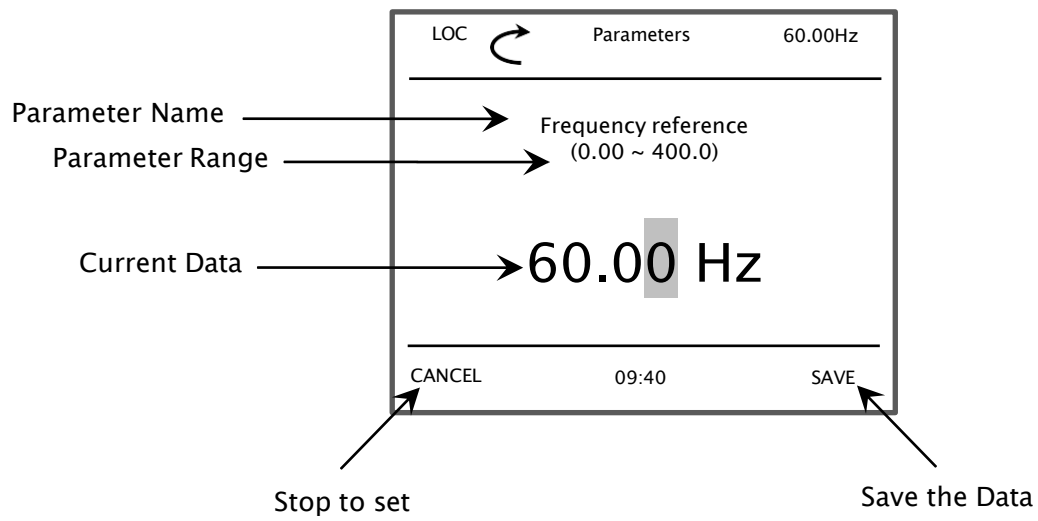 LOC Parameters 60.00Hz
Parameter Name
Frequency reference
Parameter Range
(0.00 ~ 400.0)
Current Data
60.00 Hz
CANCEL 09:40 SAVE
Stop to set
Save the Data